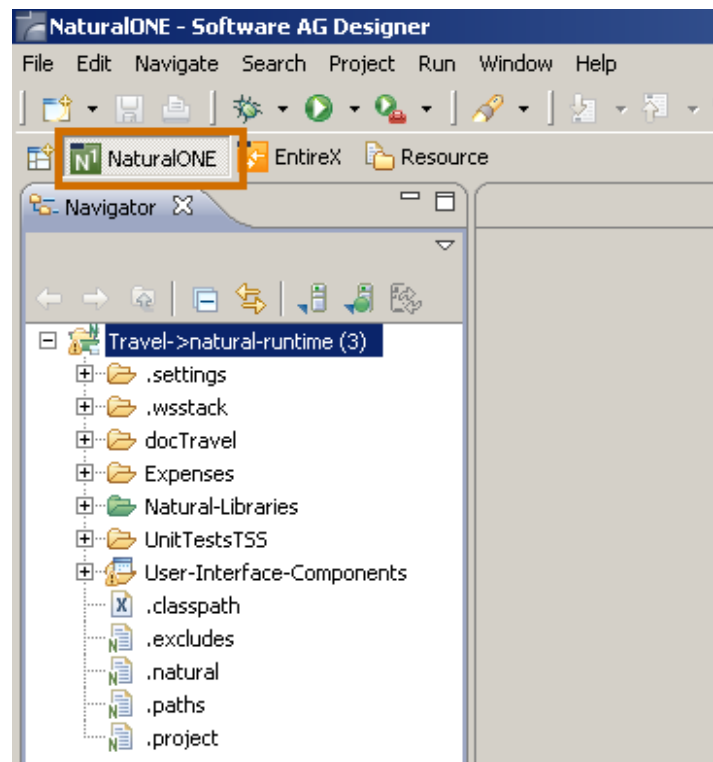 NaturalONE - Software AG Designer
File Edit Navigate Search Project Run Window Help
N1 NaturalONE EntireX Resource
Navigator
Travel->natural-runtime (3)
.settings
.wsstack
docTravel
Expenses
Natural-Libraries
UnitTestsTSS
User-Interface-Components
.classpath
.excludes
.natural
.paths
.project